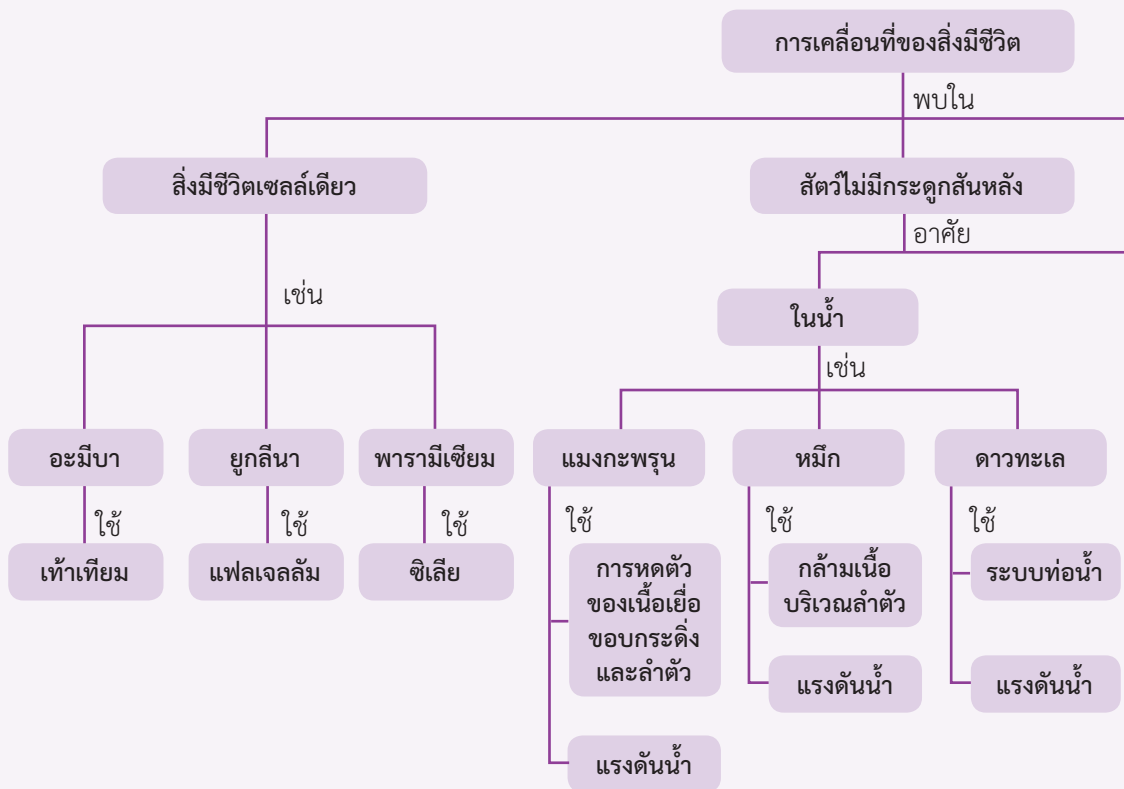 การเคลื่อนที่ของสิ่งมีชีวิต
พบใน
สิ่งมีชีวิตเซลล์เดียว
สัตว์ไม่มีกระดูกสันหลัง
อาศัย
เช่น
ในน้ำ
เช่น
อะมีบา
ยูกลีนา
พารามีเซียม
แมงกะพรุน
หมึก
ดาวทะเล
ใช้
ใช้
ใช้
ใช้
ใช้
ใช้
เท้าเทียม
แฟลเจลลัม
ซิเลีย
การหดตัว
ของเนื้อเยื่อ
ขอบกระดิ่ง
และลำตัว
กล้ามเนื้อ
บริเวณลำตัว
ระบบท่อน้ำ
แรงดันน้ำ
แรงดันน้ำ
แรงดันน้ำ